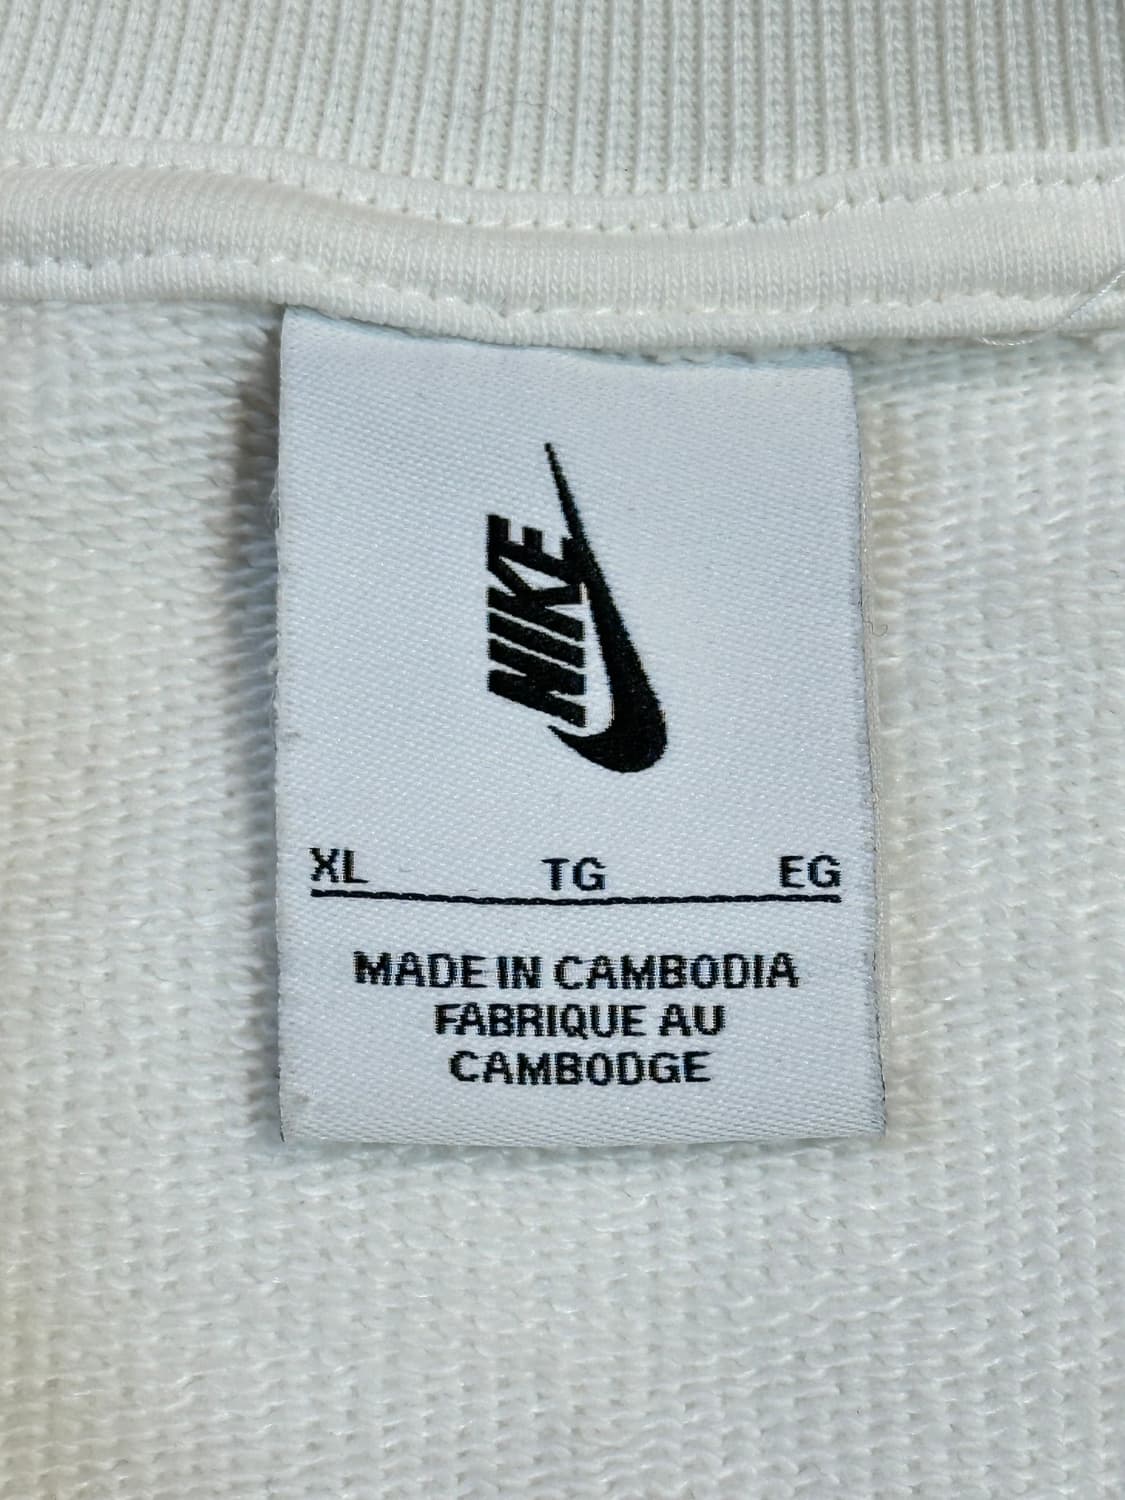 NIKE
XL TG EG
MADE IN CAMBODIA
FABRIQUE AU
CAMBODGE